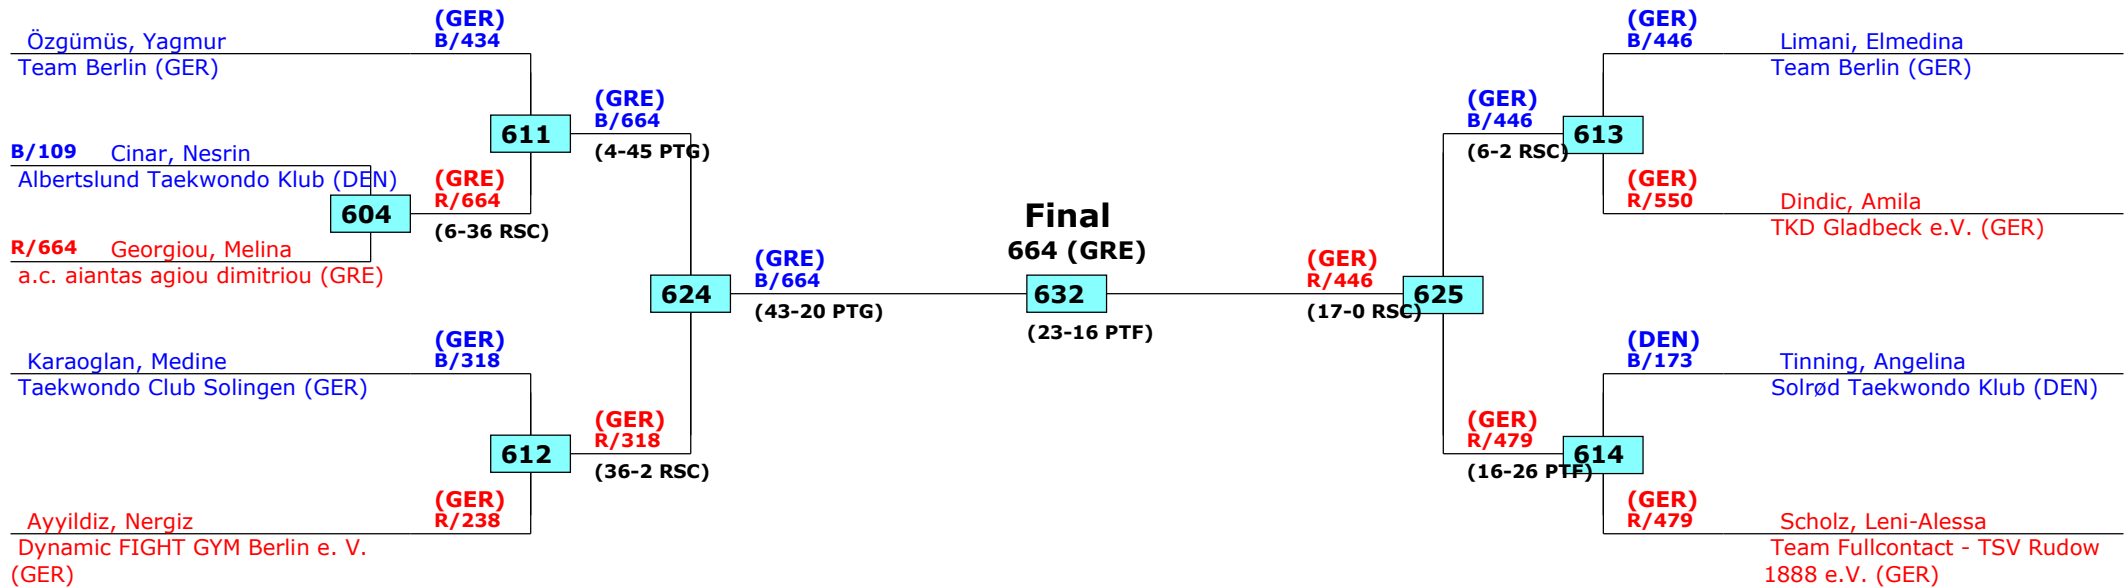 (GER)
B/434
Özgümüs, Yagmur
Team Berlin (GER)
611
B/109
Cinar, Nesrin
Albertslund Taekwondo Klub (DEN)
604
(GRE)
R/664
(6-36 RSC)
R/664
Georgiou, Melina
a.c. aiantas agiou dimitriou (GRE)
(GRE)
B/664
(4-45 PTG)
624
(GER)
B/318
Karaoglan, Medine
Taekwondo Club Solingen (GER)
612
(GER)
R/318
(36-2 RSC)
(GER)
R/238
Ayyildiz, Nergiz
Dynamic FIGHT GYM Berlin e. V.
(GER)
(GRE)
B/664
(43-20 PTG)
Final
664 (GRE)
632
(23-16 PTF)
(GER)
R/446
(17-0 RSC)
625
(GER)
B/446
(6-2 RSC)
613
(GER)
B/446
Limani, Elmedina
Team Berlin (GER)
(GER)
R/550
Dindic, Amila
TKD Gladbeck e.V. (GER)
(DEN)
B/173
Tinning, Angelina
Solrød Taekwondo Klub (DEN)
(GER)
R/479
(16-26 PTF)
614
(GER)
R/479
Scholz, Leni-Alessa
Team Fullcontact - TSV Rudow
1888 e.V. (GER)